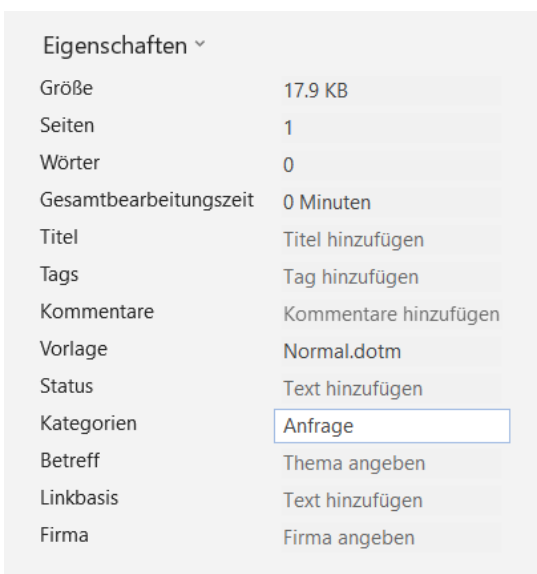 Eigenschaften
Größe 17.9 KB
Seiten 1
Wörter 0
Gesamtbearbeitungszeit 0 Minuten
Titel Titel hinzufügen
Tags Tag hinzufügen
Kommentare Kommentare hinzufügen
Vorlage Normal.dotm
Status Text hinzufügen
Kategorien Anfrage
Betreff Thema angeben
Linkbasis Text hinzufügen
Firma Firma angeben